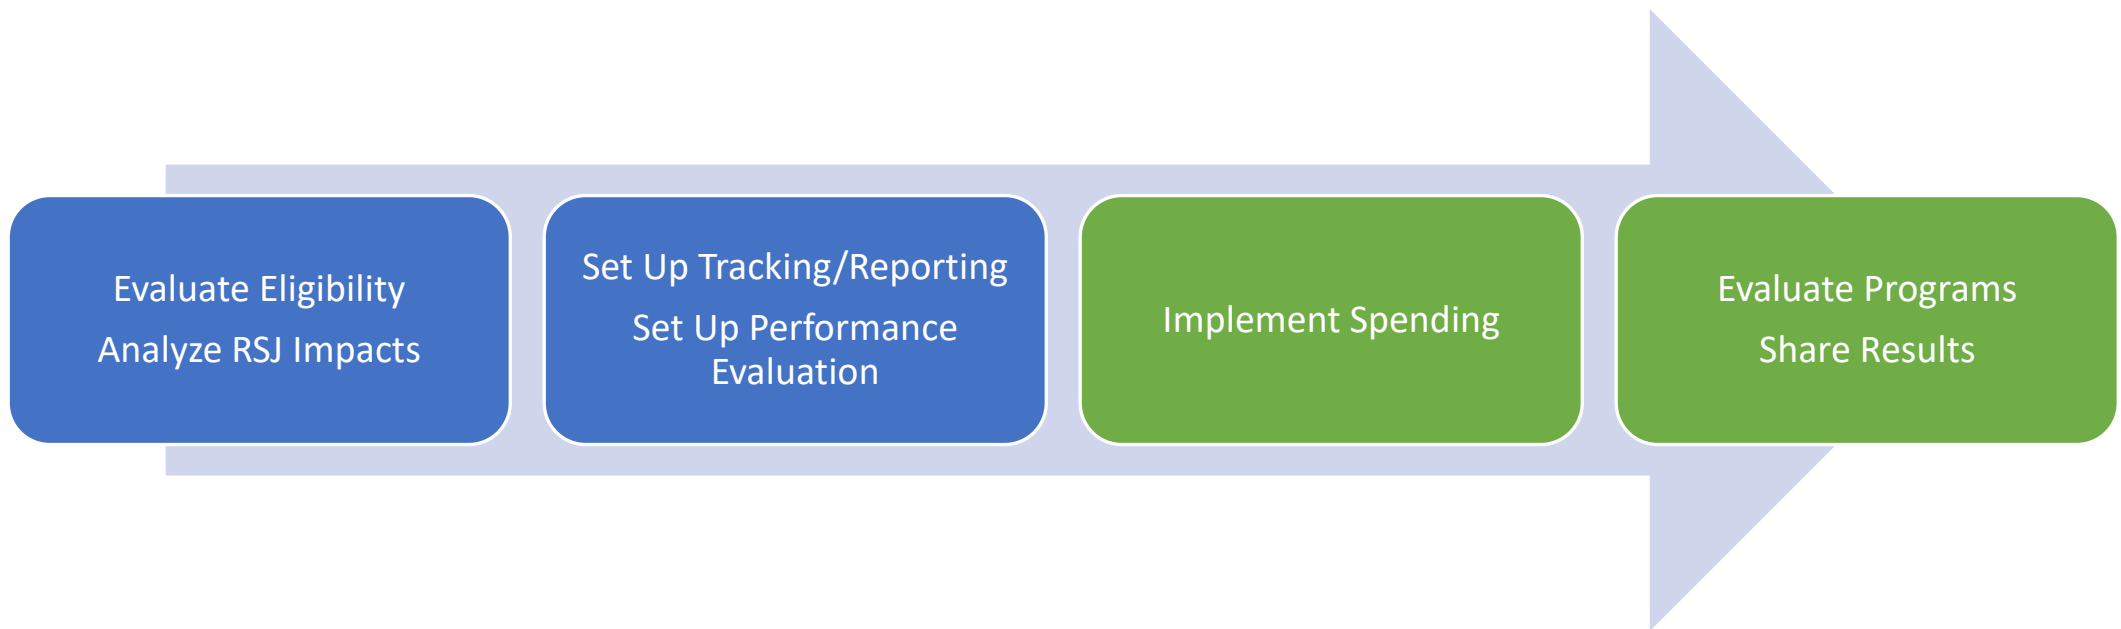 Evaluate Eligibility
Analyze RSJ Impacts
Set Up Tracking/Reporting
Set Up Performance
Evaluation
Implement Spending
Evaluate Programs
Share Results